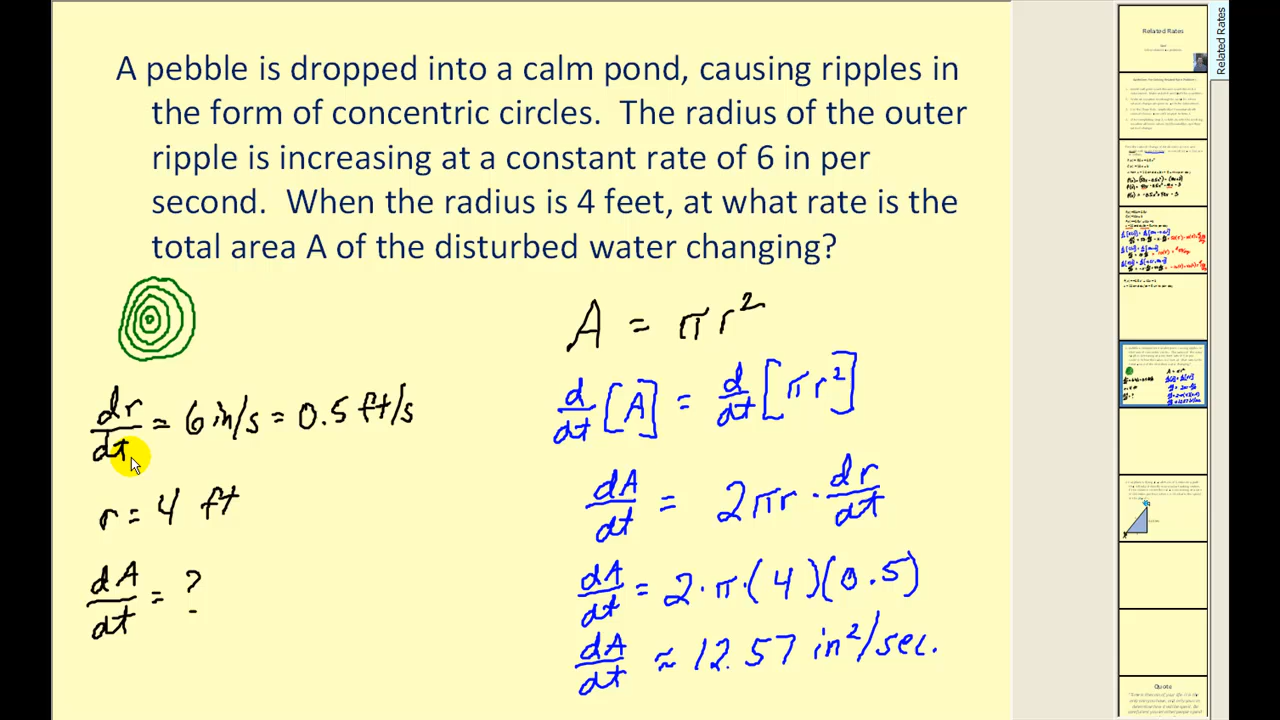 A pebble is dropped into a calm pond, causing ripples in
the form of concentric circles. The radius of the outer
ripple is increasing at a constant rate of 6 in per
second. When the radius is 4 feet, at what rate is the
total area A of the disturbed water changing?
dr/dt = 6 in/s = 0.5 ft/s
r = 4 ft
dA/dt = ?
A = πr²
d/dt [A] = d/dt [πr²]
dA/dt = 2πr · dr/dt
dA/dt = 2·π·(4)(0.5)
dA/dt ≈ 12.57 in²/sec.
Related Rates
Related Rates
Quote